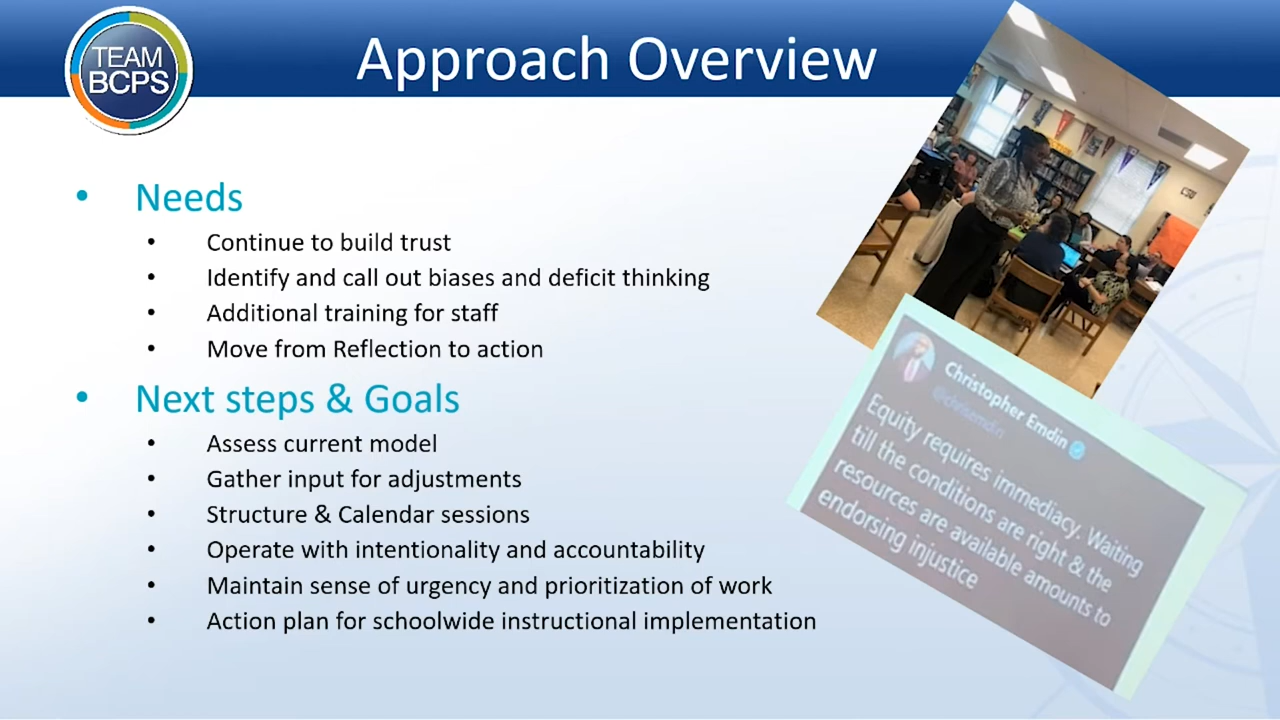 TEAM
BCPS
Approach Overview
• Needs
• Continue to build trust
• Identify and call out biases and deficit thinking
• Additional training for staff
• Move from Reflection to action
• Next steps & Goals
• Assess current model
• Gather input for adjustments
• Structure & Calendar sessions
• Operate with intentionality and accountability
• Maintain sense of urgency and prioritization of work
• Action plan for schoolwide instructional implementation
Christopher Emdin
@chrisemdin
Equity requires immediacy. Waiting
till the conditions are right & the
resources are available amounts to
endorsing injustice